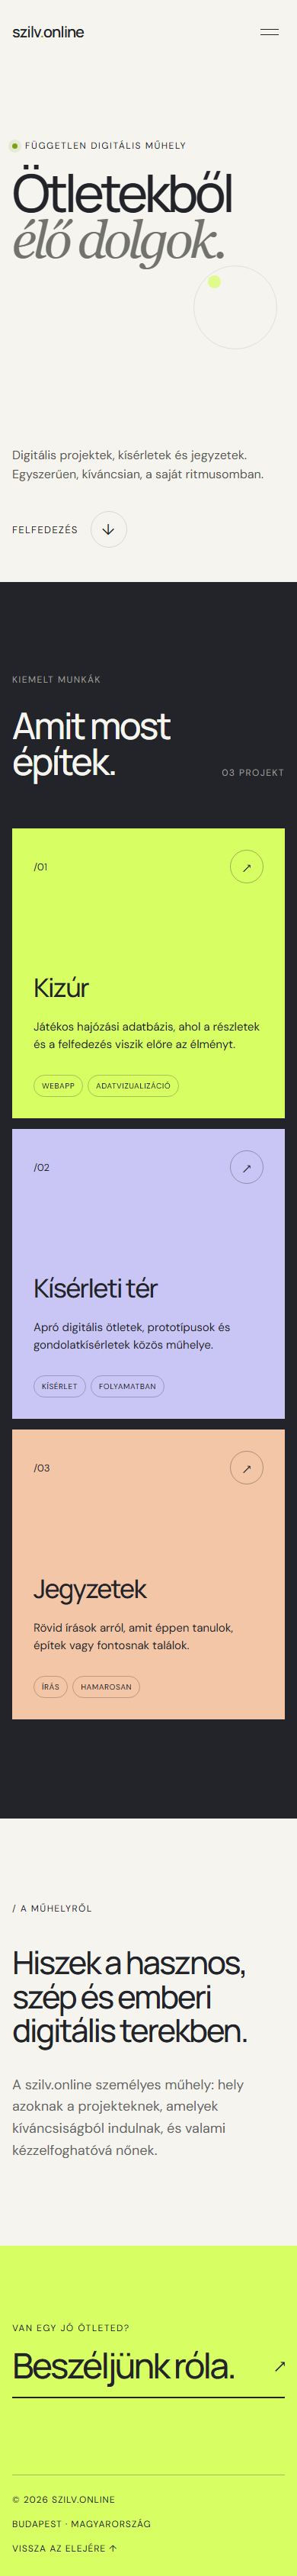 szilv.online
FÜGGETLEN DIGITÁLIS MŰHELY
Ötletekből
élő dolgok.
Digitális projektek, kísérletek és jegyzetek.
Egyszerűen, kíváncsian, a saját ritmusomban.
FELFEDEZÉS ↓
KIEMELT MUNKÁK
Amit most
építek.
03 PROJEKT
/01 ↗
Kizúr
Játékos hajózási adatbázis, ahol a részletek
és a felfedezés viszik előre az élményt.
WEBAPP ADATVIZUALIZÁCIÓ
/02 ↗
Kísérleti tér
Apró digitális ötletek, prototípusok és
gondolatkísérletek közös műhelye.
KÍSÉRLET FOLYAMATBAN
/03 ↗
Jegyzetek
Rövid írások arról, amit éppen tanulok,
építek vagy fontosnak találok.
ÍRÁS HAMAROSAN
/ A MŰHELYRŐL
Hiszek a hasznos,
szép és emberi
digitális terekben.
A szilv.online személyes műhely: hely
azoknak a projekteknek, amelyek
kíváncsiságból indulnak, és valami
kézzelfoghatóvá nőnek.
VAN EGY JÓ ÖTLETED?
Beszéljünk róla. ↗
© 2026 SZILV.ONLINE
BUDAPEST · MAGYARORSZÁG
VISSZA AZ ELEJÉRE ↑